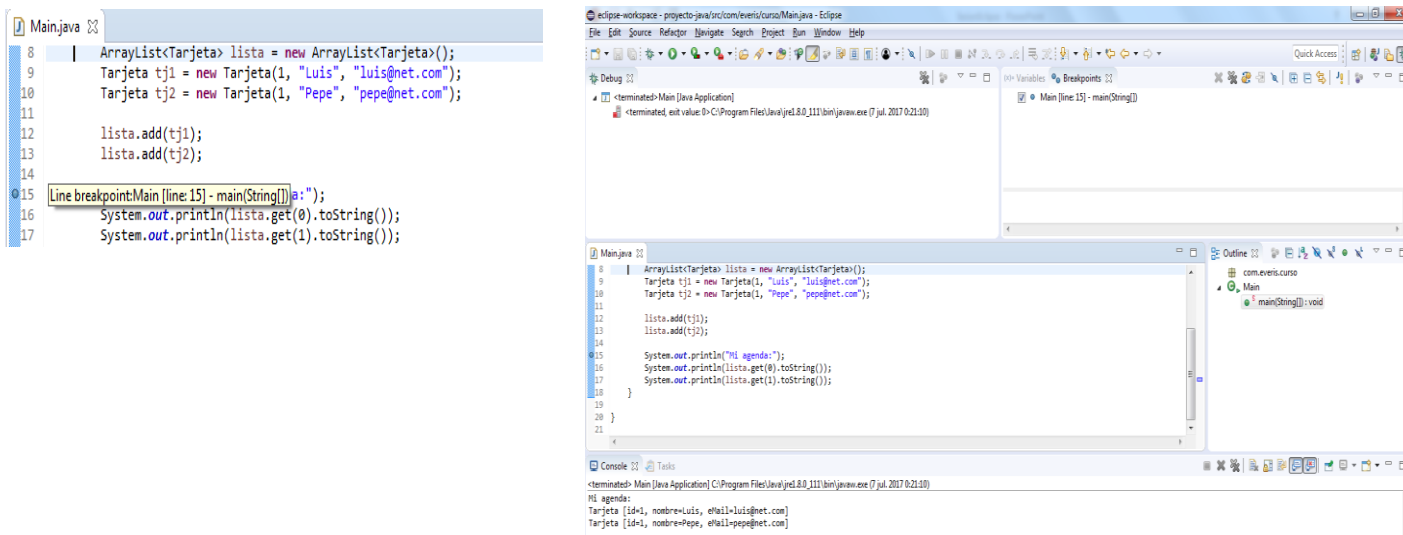 Main.java
8 ArrayList<Tarjeta> lista = new ArrayList<Tarjeta>();
9 Tarjeta tj1 = new Tarjeta(1, "Luis", "luis@net.com");
10 Tarjeta tj2 = new Tarjeta(1, "Pepe", "pepe@net.com");
11
12 lista.add(tj1);
13 lista.add(tj2);
14
15 Line breakpoint:Main [line: 15] - main(String[]) a:");
16 System.out.println(lista.get(0).toString());
17 System.out.println(lista.get(1).toString());
eclipse-workspace - proyecto-java/src/com/everis/curso/Main.java - Eclipse
File Edit Source Refactor Navigate Search Project Run Window Help
Quick Access
Debug
<terminated>Main [Java Application]
<terminated, exit value: 0>C:\Program Files\Java\jre1.8.0_111\bin\javaw.exe (7 jul. 2017 0:21:10)
(x)= Variables Breakpoints
Main [line: 15] - main(String[])
Main.java
8 ArrayList<Tarjeta> lista = new ArrayList<Tarjeta>();
9 Tarjeta tj1 = new Tarjeta(1, "Luis", "luis@net.com");
10 Tarjeta tj2 = new Tarjeta(1, "Pepe", "pepe@net.com");
11
12 lista.add(tj1);
13 lista.add(tj2);
14
15 System.out.println("Mi agenda:");
16 System.out.println(lista.get(0).toString());
17 System.out.println(lista.get(1).toString());
18 }
19
20 }
21
Outline
com.everis.curso
Main
main(String[]) : void
Console Tasks
<terminated> Main [Java Application] C:\Program Files\Java\jre1.8.0_111\bin\javaw.exe (7 jul. 2017 0:21:10)
Mi agenda:
Tarjeta [id=1, nombre=Luis, eMail=luis@net.com]
Tarjeta [id=1, nombre=Pepe, eMail=pepe@net.com]